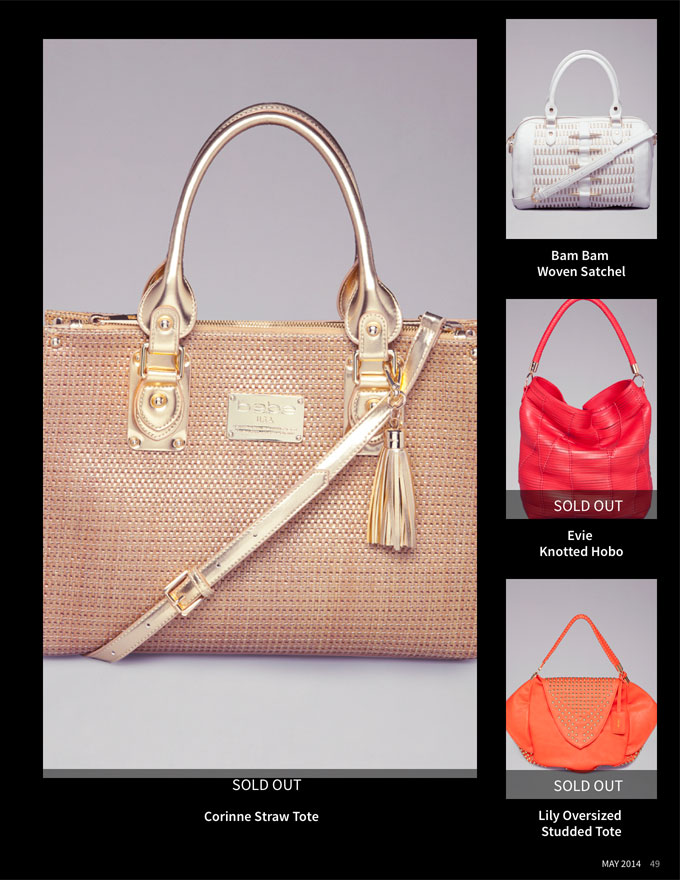 bebe
SOLD OUT
Corinne Straw Tote
Bam Bam
Woven Satchel
SOLD OUT
Evie
Knotted Hobo
SOLD OUT
Lily Oversized
Studded Tote
MAY 2014 49